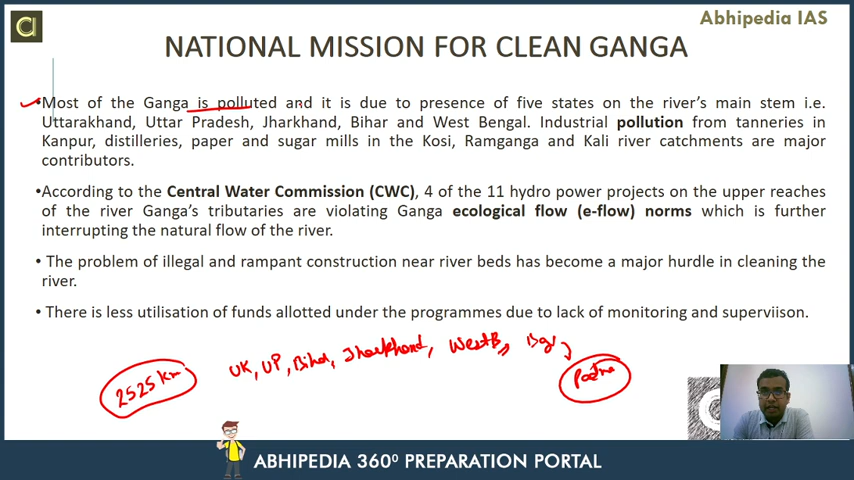 Abhipedia IAS
NATIONAL MISSION FOR CLEAN GANGA
•Most of the Ganga is polluted and it is due to presence of five states on the river's main stem i.e.
Uttarakhand, Uttar Pradesh, Jharkhand, Bihar and West Bengal. Industrial pollution from tanneries in
Kanpur, distilleries, paper and sugar mills in the Kosi, Ramganga and Kali river catchments are major
contributors.
•According to the Central Water Commission (CWC), 4 of the 11 hydro power projects on the upper reaches
of the river Ganga's tributaries are violating Ganga ecological flow (e-flow) norms which is further
interrupting the natural flow of the river.
• The problem of illegal and rampant construction near river beds has become a major hurdle in cleaning the
river.
• There is less utilisation of funds allotted under the programmes due to lack of monitoring and superviison.
UK, UP, Bihar, Jharkhand, West B,
2525 Km
ABHIPEDIA 360⁰ PREPARATION PORTAL